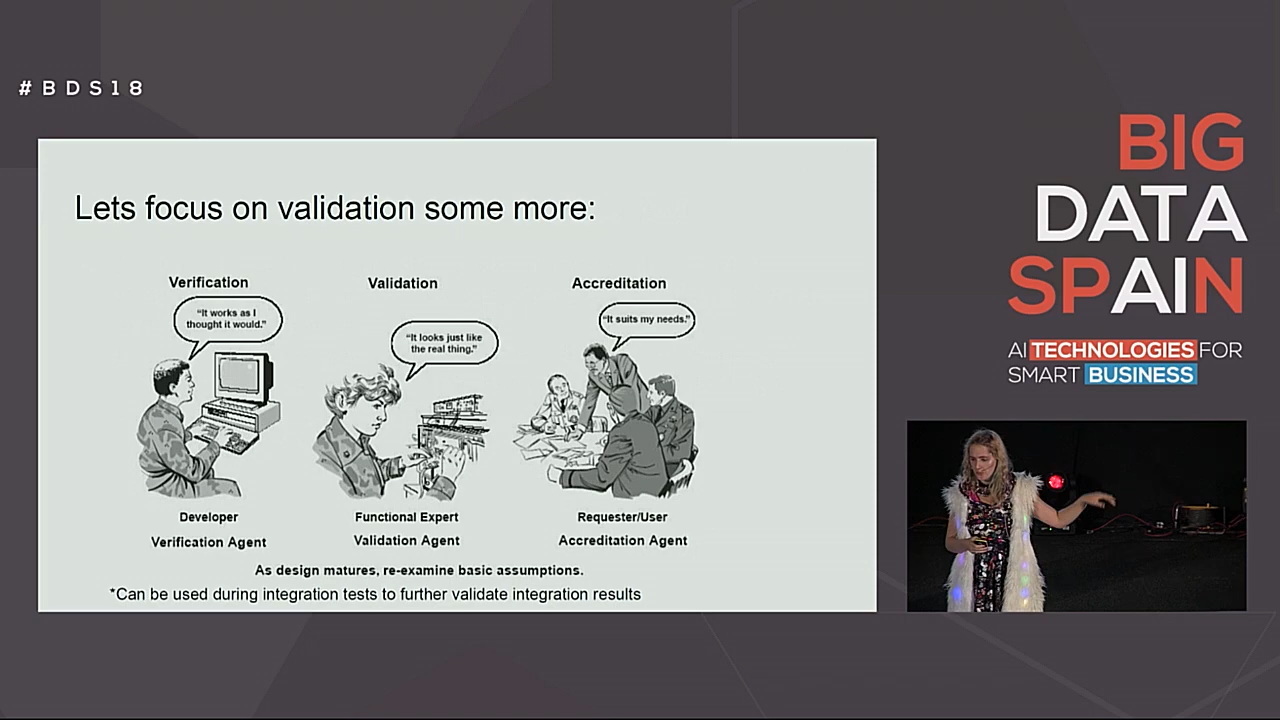 #BDS18
Lets focus on validation some more:
Verification
Validation
Accreditation
“It works as I
thought it would.”
“It looks just like
the real thing.”
“It suits my needs.”
Developer
Functional Expert
Requester/User
Verification Agent
Validation Agent
Accreditation Agent
As design matures, re-examine basic assumptions.
*Can be used during integration tests to further validate integration results
BIG
DATA
SPAIN
AI TECHNOLOGIES FOR
SMART BUSINESS